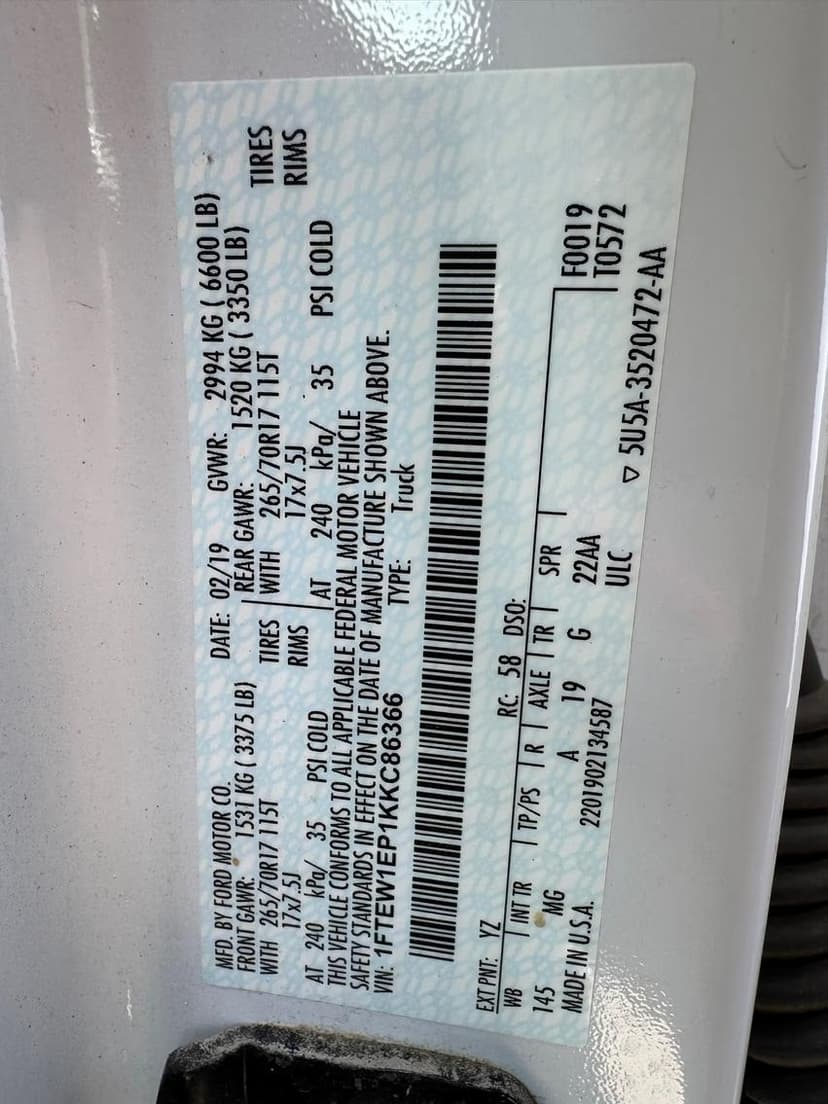 MFD. BY FORD MOTOR CO. DATE: 02/19 GVWR: 2994 KG ( 6600 LB)
FRONT GAWR: 1531 KG ( 3375 LB) REAR GAWR: 1520 KG ( 3350 LB)
WITH 265/70R17 115T TIRES WITH 265/70R17 115T TIRES
17x7.5J RIMS 17x7.5J RIMS
AT 240 kPa/ 35 PSI COLD AT 240 kPa/ 35 PSI COLD
THIS VEHICLE CONFORMS TO ALL APPLICABLE FEDERAL MOTOR VEHICLE
SAFETY STANDARDS IN EFFECT ON THE DATE OF MANUFACTURE SHOWN ABOVE.
VIN: 1FTEW1EP1KKC86366 TYPE: Truck
EXT PNT: YZ RC: 58 DSO:
WB INT TR TP/PS R AXLE TR SPR F0019
145 MG A 19 G 22AA T0572
MADE IN U.S.A. 2201902134587 ULC
▽ 5U5A-3520472-AA